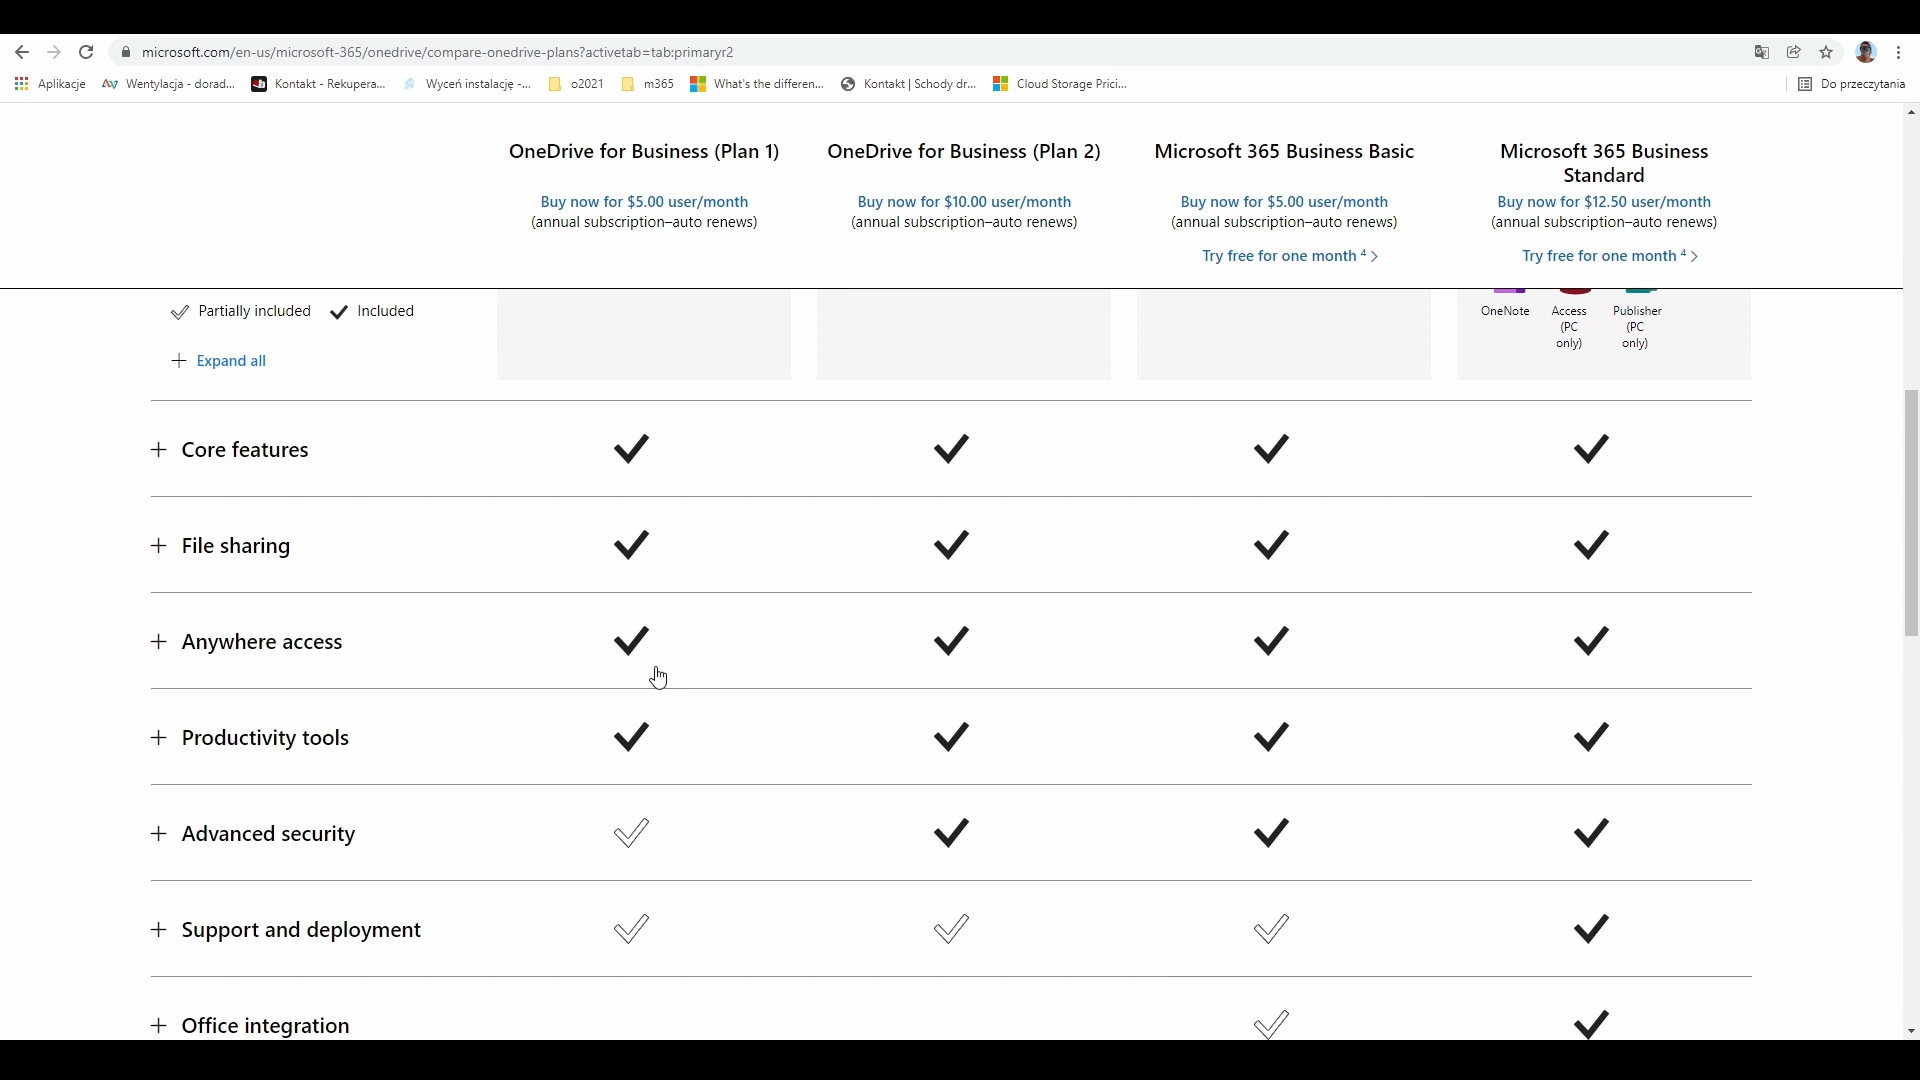 microsoft.com/en-us/microsoft-365/onedrive/compare-onedrive-plans?activetab=tab:primaryr2
Aplikacje
Wentylacja - dorad...
Kontakt - Rekupera...
Wyceń instalację -...
o2021
m365
What's the differen...
Kontakt | Schody dr...
Cloud Storage Prici...
Do przeczytania
OneDrive for Business (Plan 1)
Buy now for $5.00 user/month
(annual subscription–auto renews)
OneDrive for Business (Plan 2)
Buy now for $10.00 user/month
(annual subscription–auto renews)
Microsoft 365 Business Basic
Buy now for $5.00 user/month
(annual subscription–auto renews)
Try free for one month 4
Microsoft 365 Business
Standard
Buy now for $12.50 user/month
(annual subscription–auto renews)
Try free for one month 4
Partially included
Included
Expand all
OneNote
Access
(PC
only)
Publisher
(PC
only)
Core features
File sharing
Anywhere access
Productivity tools
Advanced security
Support and deployment
Office integration